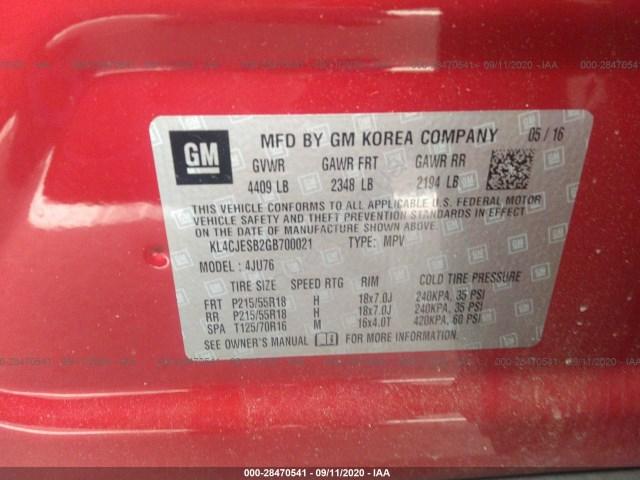 000-28470541 - 09/11/2020 - IAA
GM
MFD BY GM KOREA COMPANY 05 / 16
GVWR GAWR FRT GAWR RR
4409 LB 2348 LB 2194 LB
THIS VEHICLE CONFORMS TO ALL APPLICABLE U.S. FEDERAL MOTOR
VEHICLE SAFETY AND THEFT PREVENTION STANDARDS IN EFFECT
ON THE DATE OF MANUFACTURE SHOWN ABOVE.
KL4CJESB2GB700021 TYPE: MPV
MODEL : 4JU76
TIRE SIZE SPEED RTG RIM COLD TIRE PRESSURE
FRT P215/55R18 H 18x7.0J 240KPA, 35 PSI
RR P215/55R18 H 18x7.0J 240KPA, 35 PSI
SPA T125/70R16 M 16x4.0T 420KPA, 60 PSI
SEE OWNER'S MANUAL FOR MORE INFORMATION.
000-28470541 - 09/11/2020 - IAA